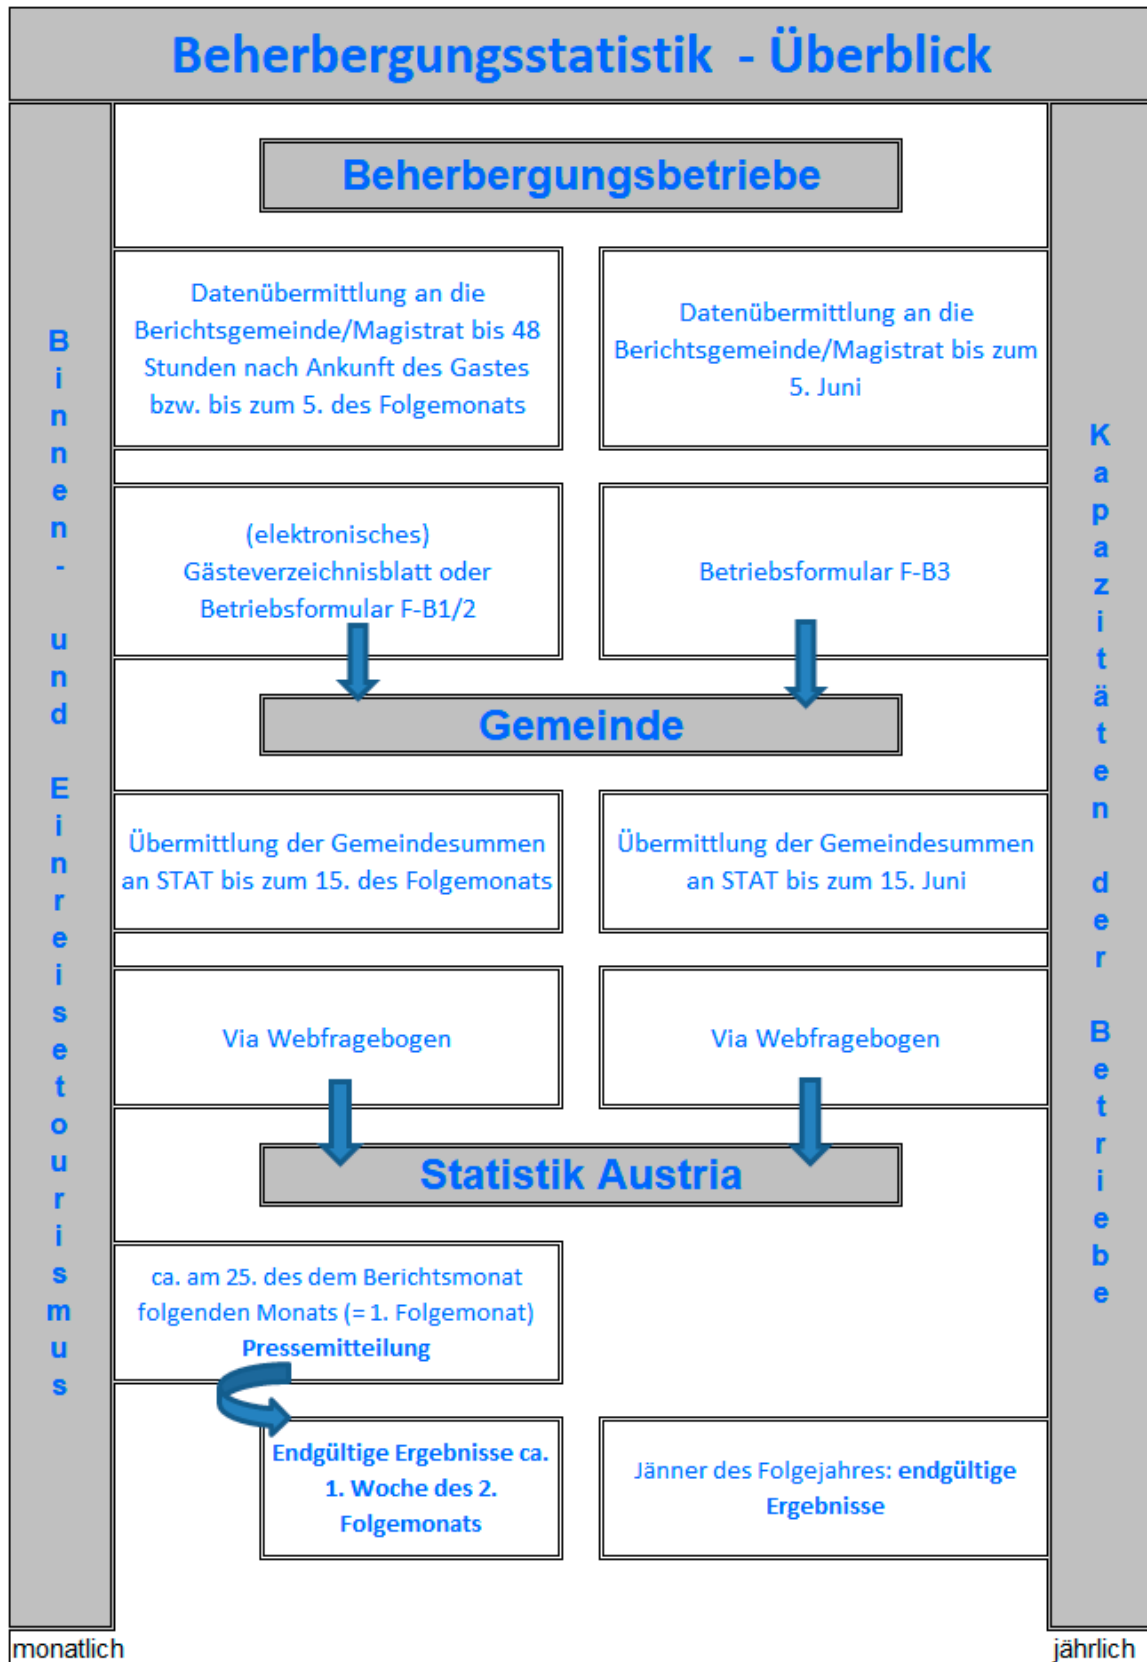 Beherbergungsstatistik - Überblick
Beherbergungsbetriebe
Binnen- und Einreisetourismus
Datenübermittlung an die
Berichtsgemeinde/Magistrat bis 48
Stunden nach Ankunft des Gastes
bzw. bis zum 5. des Folgemonats
Datenübermittlung an die
Berichtsgemeinde/Magistrat bis zum
5. Juni
Kapazitäten der Betriebe
(elektronisches)
Gästeverzeichnisblatt oder
Betriebsformular F-B1/2
Betriebsformular F-B3
Gemeinde
Übermittlung der Gemeindesummen
an STAT bis zum 15. des Folgemonats
Übermittlung der Gemeindesummen
an STAT bis zum 15. Juni
Via Webfragebogen
Via Webfragebogen
Statistik Austria
ca. am 25. des dem Berichtsmonat
folgenden Monats (= 1. Folgemonat)
Pressemitteilung
Endgültige Ergebnisse ca.
1. Woche des 2.
Folgemonats
Jänner des Folgejahres: endgültige
Ergebnisse
monatlich
jährlich